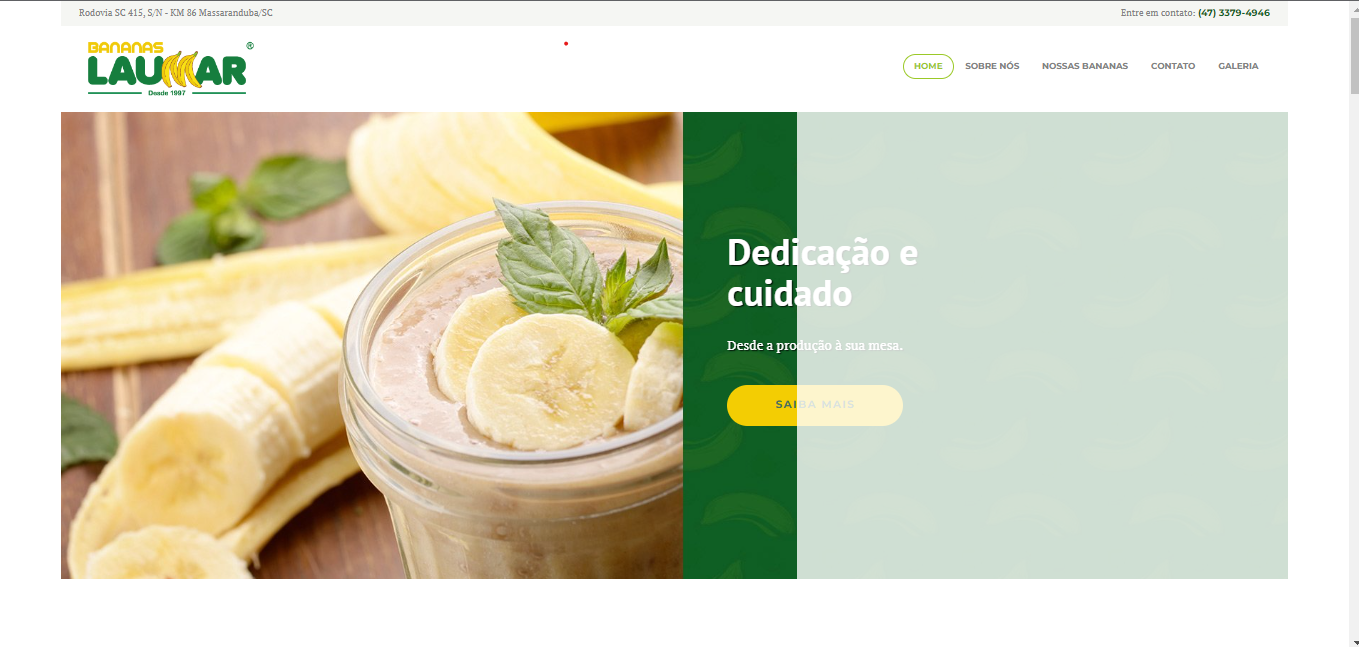 Rodovia SC 415, S/N - KM 86 Massaranduba/SC
Entre em contato: (47) 3379-4946
BANANAS ®
LAUMAR
Desde 1997
HOME SOBRE NÓS NOSSAS BANANAS CONTATO GALERIA
Dedicação e
cuidado
Desde a produção à sua mesa.
SAIBA MAIS